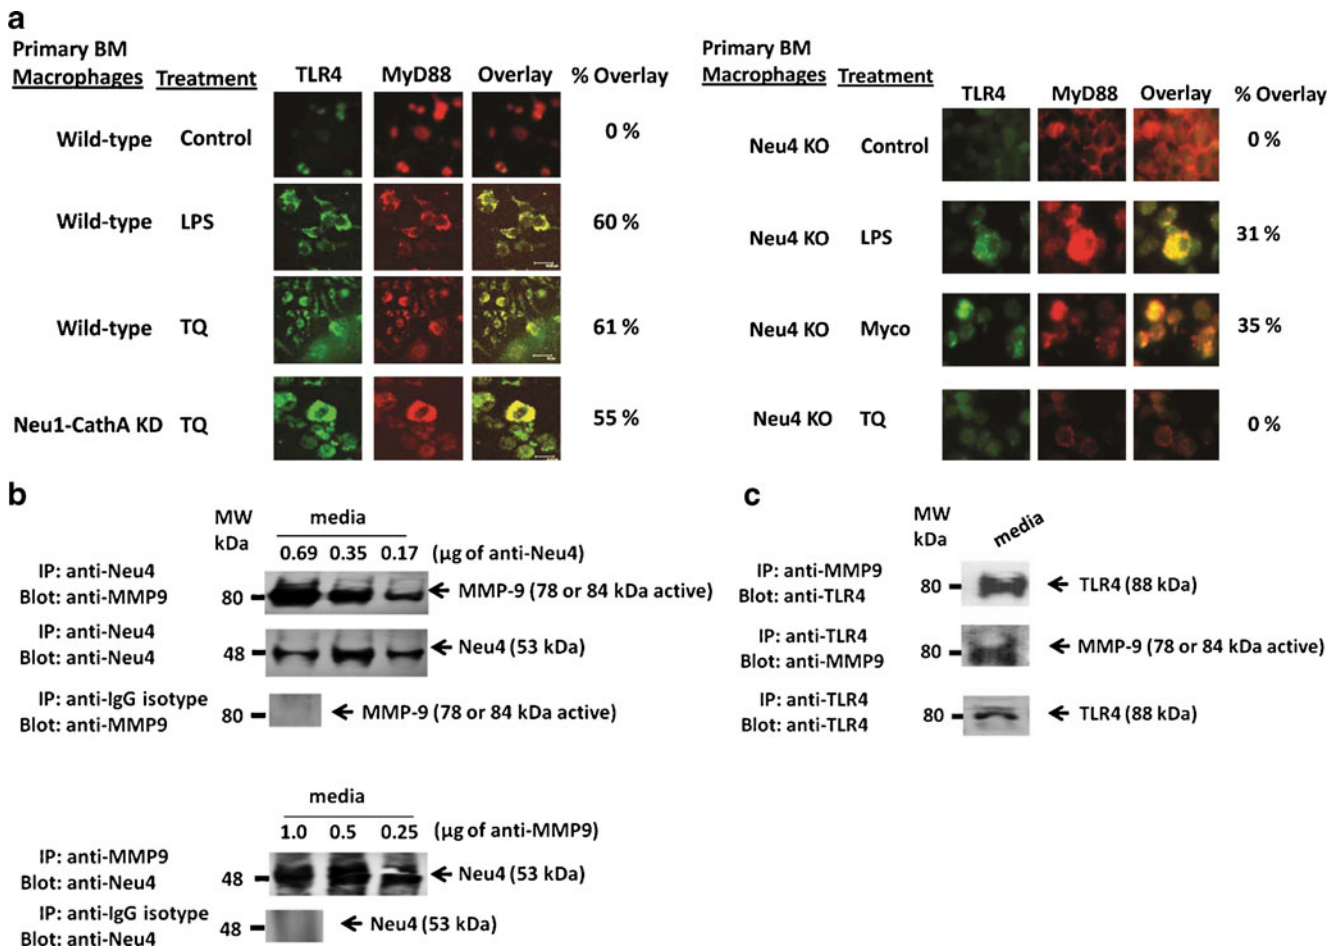 a
Primary BM
Macrophages Treatment TLR4 MyD88 Overlay % Overlay
Wild-type Control 0 %
Wild-type LPS 60 %
Wild-type TQ 61 %
Neu1-CathA KD TQ 55 %
Primary BM
Macrophages Treatment TLR4 MyD88 Overlay % Overlay
Neu4 KO Control 0 %
Neu4 KO LPS 31 %
Neu4 KO Myco 35 %
Neu4 KO TQ 0 %
b
MW
kDa
media
0.69 0.35 0.17 (µg of anti-Neu4)
IP: anti-Neu4
Blot: anti-MMP9
80
MMP-9 (78 or 84 kDa active)
IP: anti-Neu4
Blot: anti-Neu4
48
Neu4 (53 kDa)
IP: anti-IgG isotype
Blot: anti-MMP9
80
MMP-9 (78 or 84 kDa active)
media
1.0 0.5 0.25 (µg of anti-MMP9)
IP: anti-MMP9
Blot: anti-Neu4
48
Neu4 (53 kDa)
IP: anti-IgG isotype
Blot: anti-Neu4
48
Neu4 (53 kDa)
c
MW
kDa
media
IP: anti-MMP9
Blot: anti-TLR4
80
TLR4 (88 kDa)
IP: anti-TLR4
Blot: anti-MMP9
80
MMP-9 (78 or 84 kDa active)
IP: anti-TLR4
Blot: anti-TLR4
80
TLR4 (88 kDa)